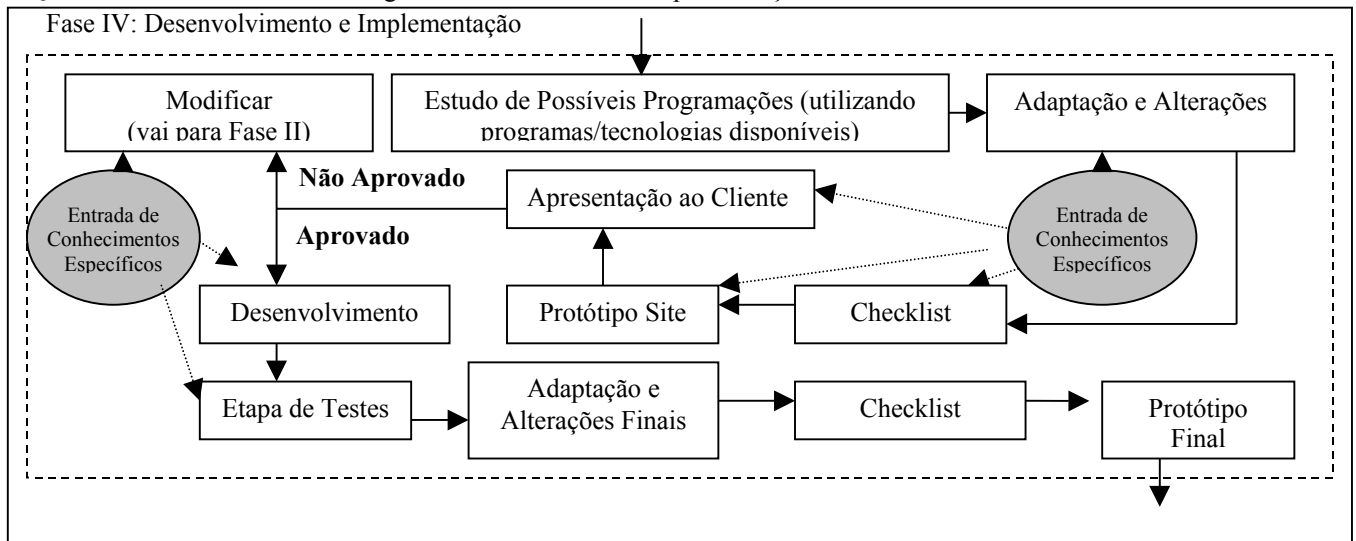 Fase IV: Desenvolvimento e Implementação
Modificar
(vai para Fase II)
Estudo de Possíveis Programações (utilizando
programas/tecnologias disponíveis)
Adaptação e Alterações
Não Aprovado
Apresentação ao Cliente
Entrada de
Conhecimentos
Específicos
Aprovado
Entrada de
Conhecimentos
Específicos
Desenvolvimento
Protótipo Site
Checklist
Etapa de Testes
Adaptação e
Alterações Finais
Checklist
Protótipo
Final